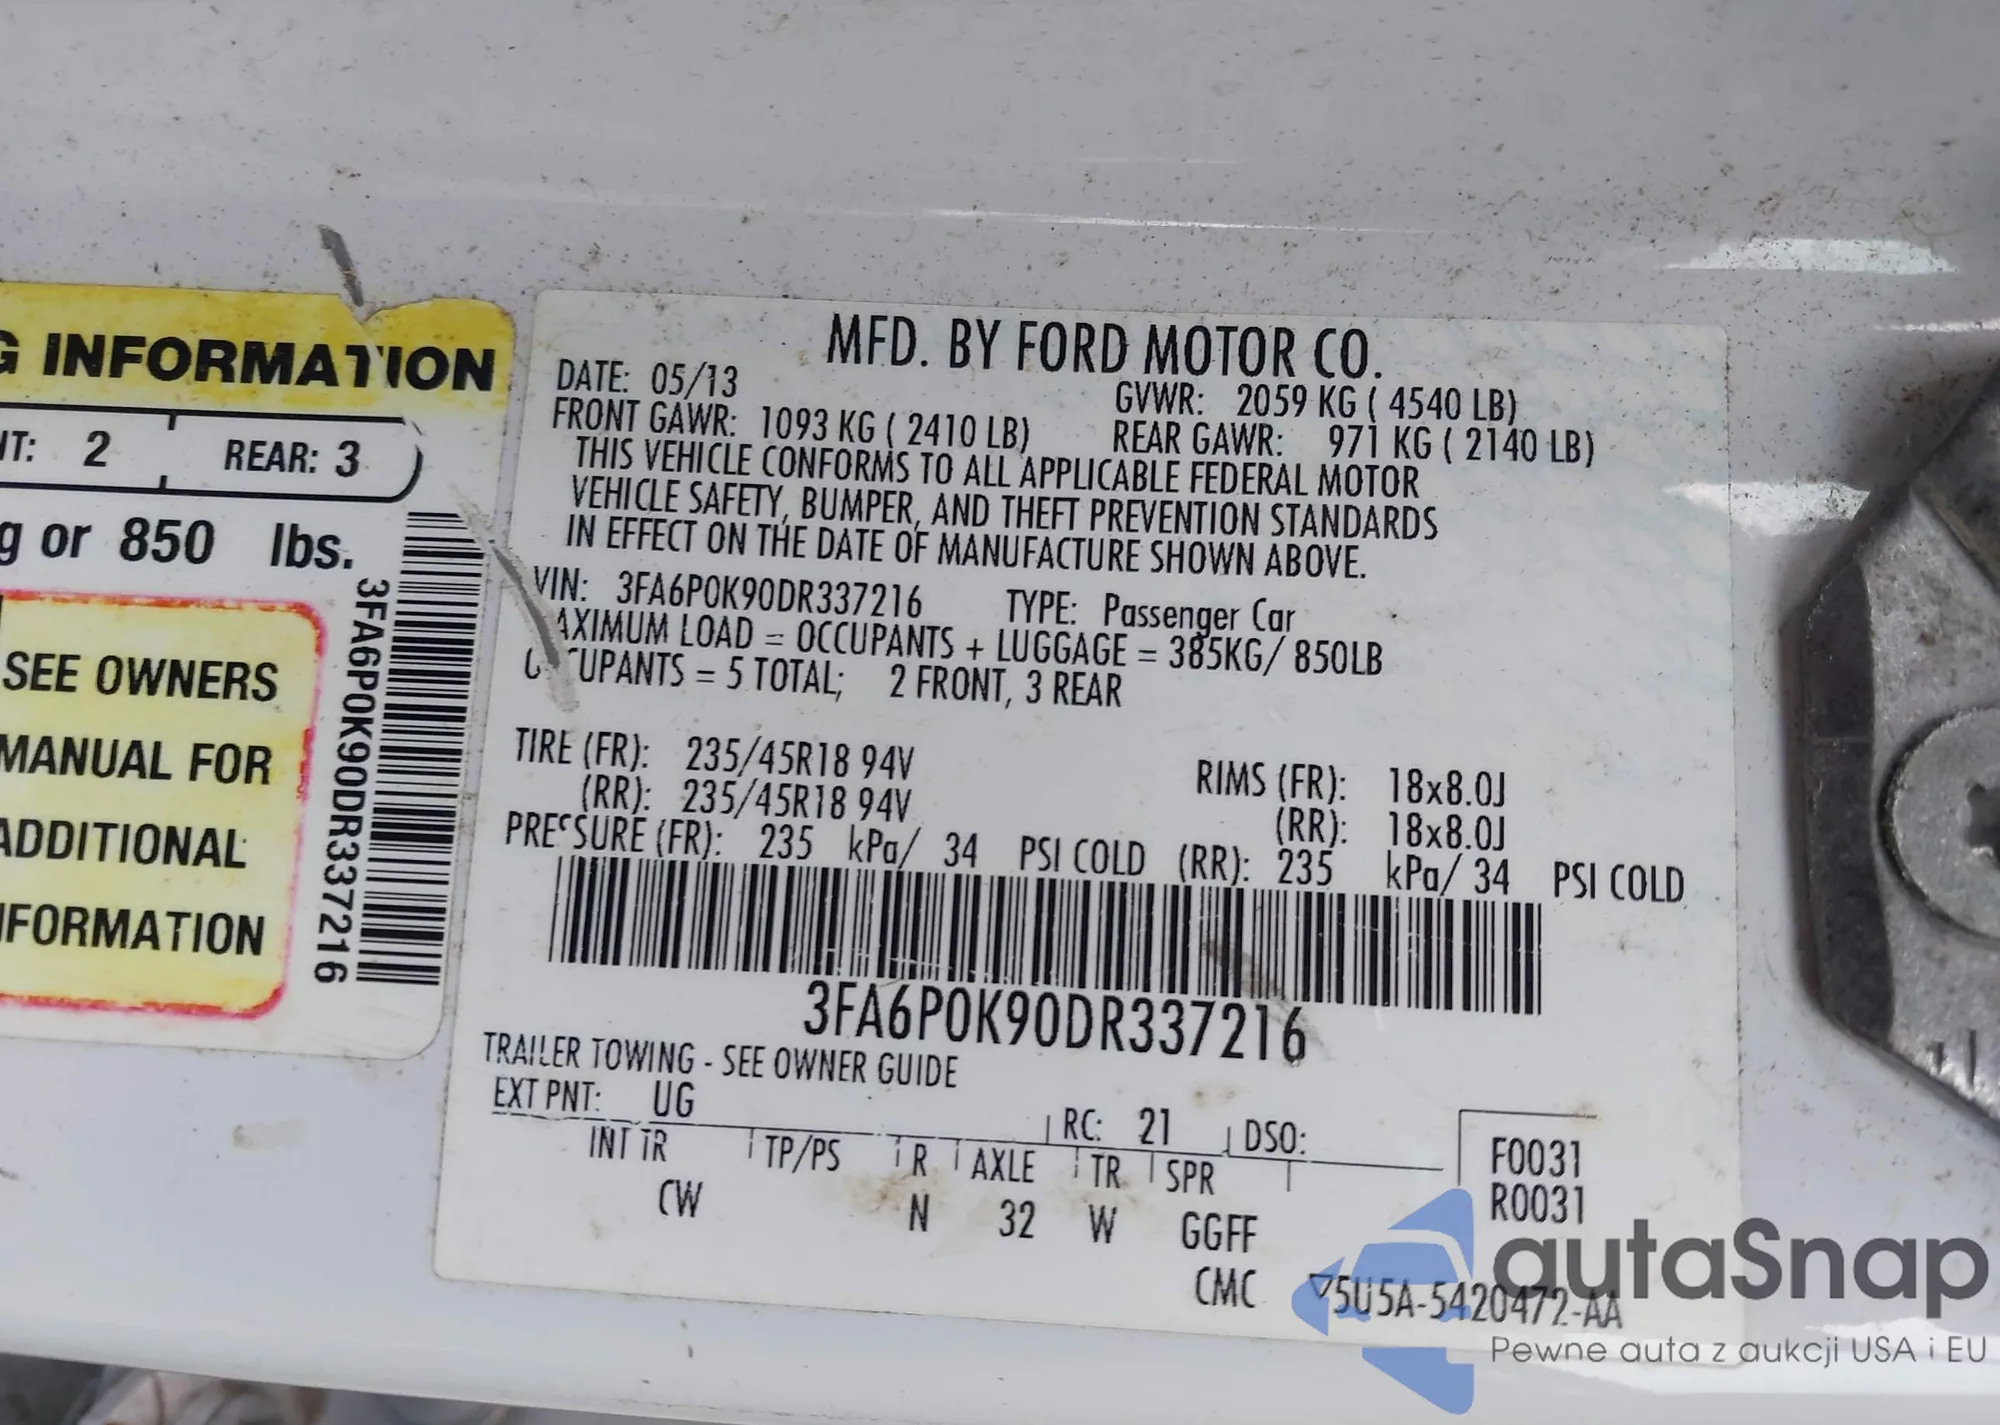 G INFORMATION
NT: 2 REAR: 3
g or 850 lbs.
SEE OWNERS
MANUAL FOR
ADDITIONAL
NFORMATION
3FA6P0K90DR337216
MFD. BY FORD MOTOR CO.
DATE: 05/13 GVWR: 2059 KG ( 4540 LB)
FRONT GAWR: 1093 KG ( 2410 LB) REAR GAWR: 971 KG ( 2140 LB)
THIS VEHICLE CONFORMS TO ALL APPLICABLE FEDERAL MOTOR
VEHICLE SAFETY, BUMPER, AND THEFT PREVENTION STANDARDS
IN EFFECT ON THE DATE OF MANUFACTURE SHOWN ABOVE.
VIN: 3FA6P0K90DR337216 TYPE: Passenger Car
AXIMUM LOAD = OCCUPANTS + LUGGAGE = 385KG/ 850LB
OCCUPANTS = 5 TOTAL; 2 FRONT, 3 REAR
TIRE (FR): 235/45R18 94V RIMS (FR): 18x8.0J
(RR): 235/45R18 94V (RR): 18x8.0J
PRESSURE (FR): 235 kPa/ 34 PSI COLD (RR): 235 kPa/ 34 PSI COLD
3FA6P0K90DR337216
TRAILER TOWING - SEE OWNER GUIDE
EXT PNT: UG RC: 21 DSO:
INT TR TP/PS R AXLE TR SPR F0031
CW N 32 W GGFF R0031
CMC ▽5U5A-5420472-AA
autaSnap
Pewne auta z aukcji USA i EU